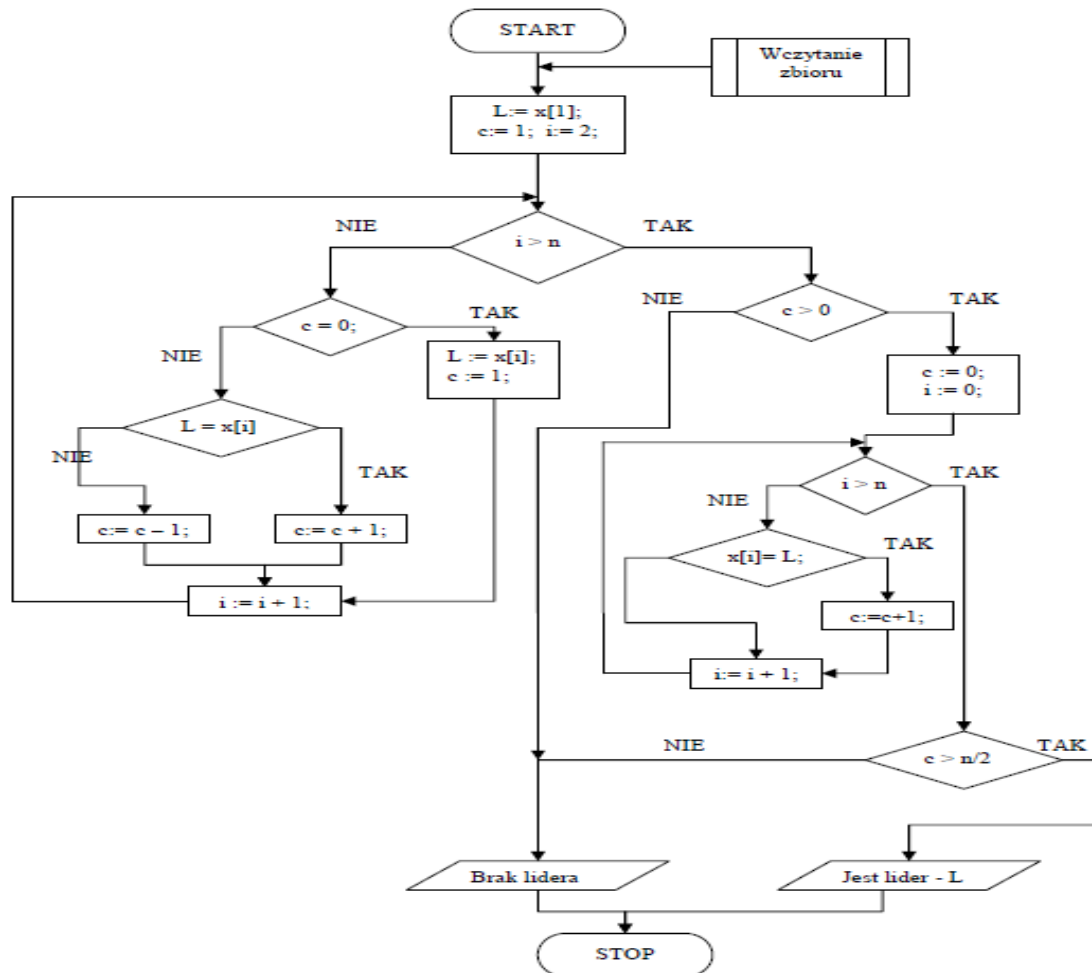 START
Wczytanie
zbioru
L:= x[1];
c:= 1;  i:= 2;
NIE
TAK
i > n
NIE
TAK
c = 0;
TAK
c > 0
NIE
L := x[i];
c := 1;
c := 0;
i := 0;
L = x[i]
NIE
TAK
i > n
TAK
NIE
c:= c – 1;
c:= c + 1;
x[i]= L;
TAK
i := i + 1;
c:=c+1;
i:= i + 1;
NIE
TAK
c > n/2
Brak lidera
Jest lider - L
STOP